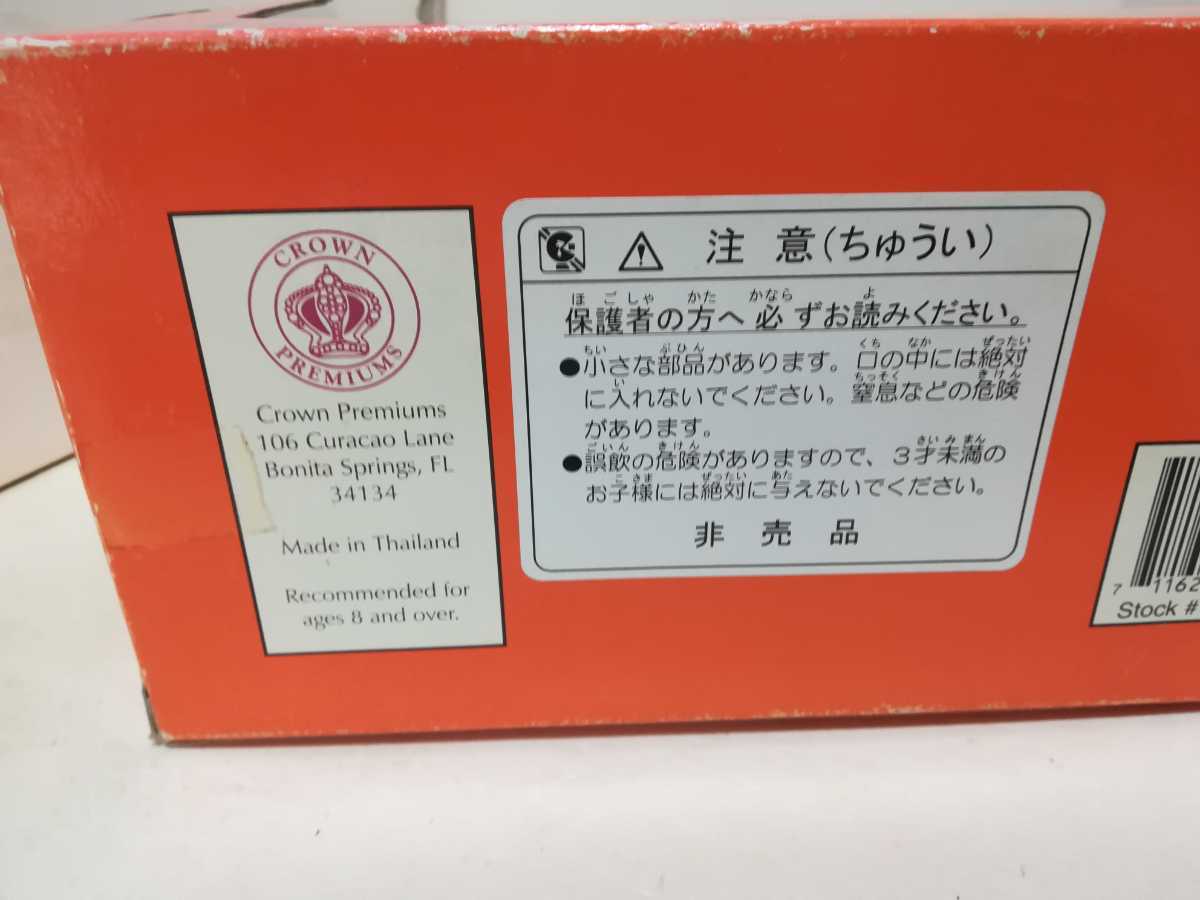 CROWN
PREMIUMS
Crown Premiums
106 Curacao Lane
Bonita Springs, FL
34134
Made in Thailand
Recommended for
ages 8 and over.
注意(ちゅうい)
ほごしゃ かた かなら よ
保護者の方へ必ずお読みください。
ちい ぶひん くち なか ぜったい
●小さな部品があります。口の中には絶対
い ちっそく きけん
に入れないでください。窒息などの危険
があります。
ごいん きけん さいみまん
●誤飲の危険がありますので、3才未満の
こさま ぜったい あた
お子様には絶対に与えないでください。
非売品
7 1162
Stock #